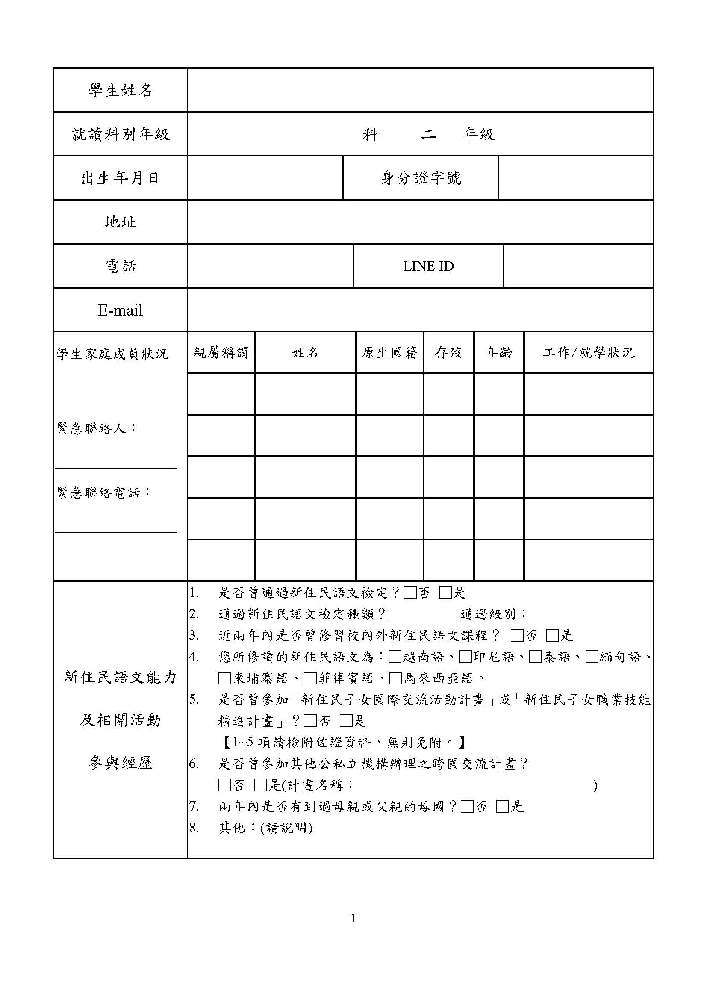 學生姓名
就讀科別年級 科 二 年級
出生年月日 身分證字號
地址
電話 LINE ID
E-mail
學生家庭成員狀況 親屬稱謂 姓名 原生國籍 存歿 年齡 工作/就學狀況
緊急聯絡人：
緊急聯絡電話：
新住民語文能力
及相關活動
參與經歷
1. 是否曾通過新住民語文檢定？□否 □是
2. 通過新住民語文檢定種類？__________通過級別：_____________
3. 近兩年內是否曾修習校內外新住民語文課程？ □否 □是
4. 您所修讀的新住民語文為：□越南語、□印尼語、□泰語、□緬甸語、
□柬埔寨語、□菲律賓語、□馬來西亞語。
5. 是否曾參加「新住民子女國際交流活動計畫」或「新住民子女職業技能
精進計畫」？□否 □是
【1~5 項請檢附佐證資料，無則免附。】
6. 是否曾參加其他公私立機構辦理之跨國交流計畫？
□否 □是(計畫名稱： )
7. 兩年內是否有到過母親或父親的母國？□否 □是
8. 其他：(請說明)
1